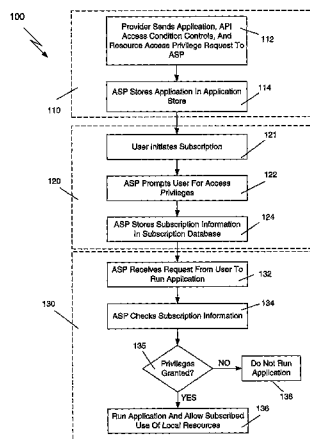 100
Provider Sends Application, API
Access Condition Controls, And
Resource Access Privilege Request To
ASP
112
ASP Stores Application In Application
Store
114
110
User Initiates Subscription
121
ASP Prompts User For Access
Privileges
122
120
ASP Stores Subscription Information
In Subscription Database
124
ASP Receives Request From User To
Run Application
132
130
ASP Checks Subscription Information
134
135
Privileges
Granted?
NO
Do Not Run
Application
138
YES
Run Application And Allow Subscribed
Use Of Local Resources
136